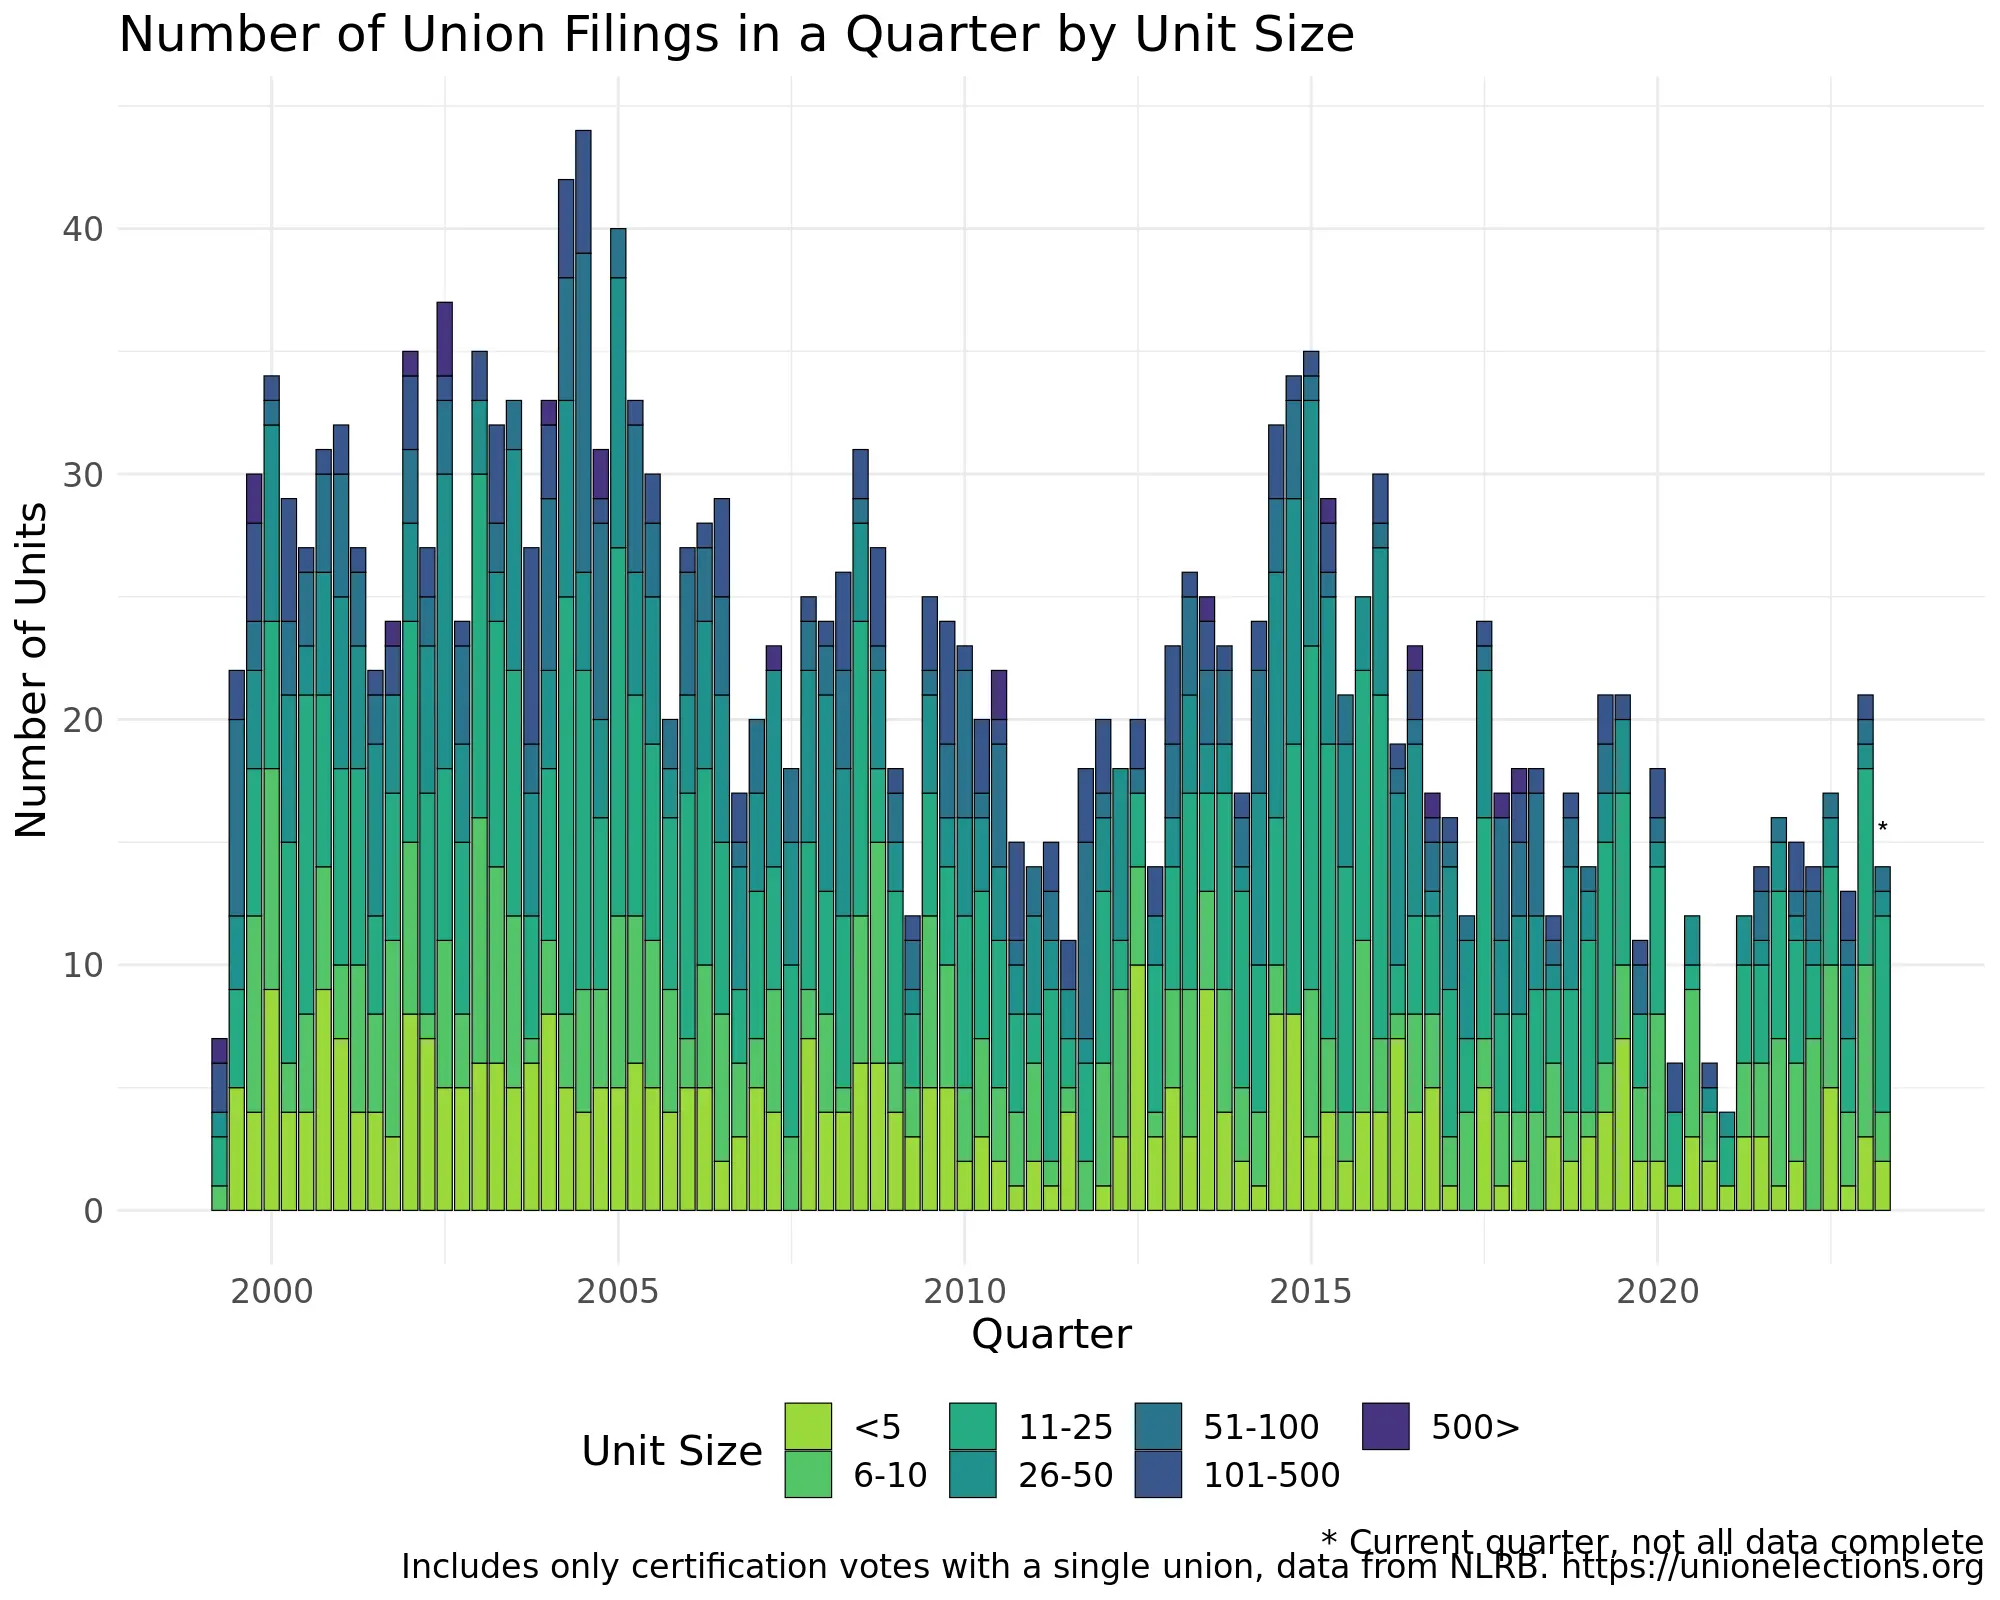 Number of Union Filings in a Quarter by Unit Size
Number of Units
40
30
20
10
0
*
2000 2005 2010 2015 2020
Quarter
Unit Size
<5 11-25 51-100 500>
6-10 26-50 101-500
* Current quarter, not all data complete
Includes only certification votes with a single union, data from NLRB. https://unionelections.org